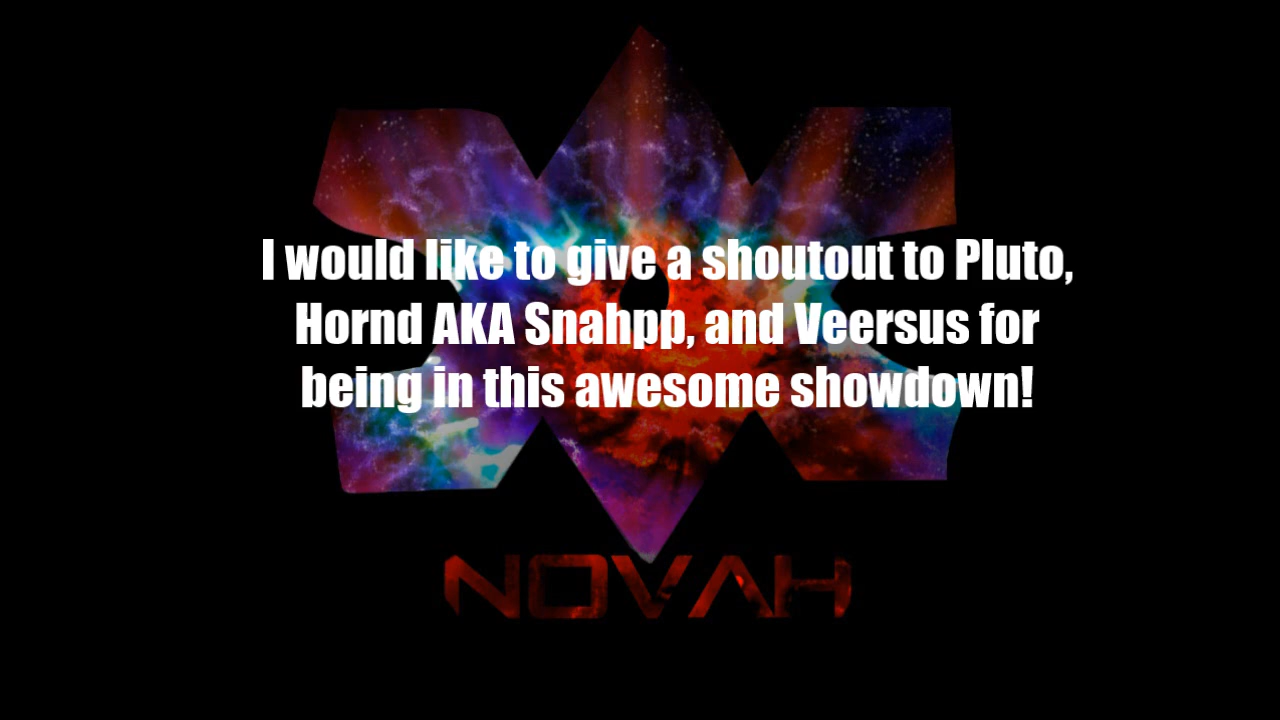 I would like to give a shoutout to Pluto,
Hornd AKA Snahpp, and Veersus for
being in this awesome showdown!
NOVAH